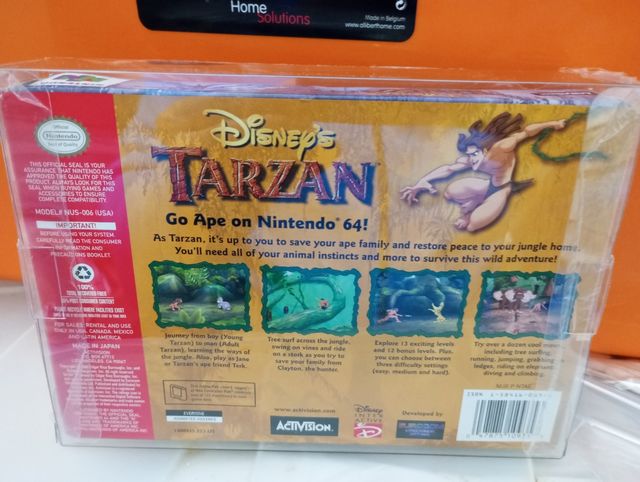 Home
Solutions
Made in Belgium
www.alliberthome.com
Official
Nintendo
Seal of Quality
THIS OFFICIAL SEAL IS YOUR
ASSURANCE THAT NINTENDO HAS
APPROVED THE QUALITY OF THIS
PRODUCT. ALWAYS LOOK FOR THIS
SEAL WHEN BUYING GAMES AND
ACCESSORIES TO ENSURE
COMPLETE COMPATIBILITY.
MODEL# NUS-006 (USA)
IMPORTANT!
BEFORE USING YOUR SYSTEM,
CAREFULLY READ THE CONSUMER
INFORMATION AND
PRECAUTIONS BOOKLET
100%
FOR SALE, RENTAL AND USE
ONLY IN USA, CANADA, MEXICO
AND LATIN AMERICA
MADE IN JAPAN
DISNEY'S
TARZAN
Go Ape on Nintendo® 64!
As Tarzan, it's up to you to save your ape family and restore peace to your jungle home.
You'll need all of your animal instincts and more to survive this wild adventure!
Journey from boy (Young
Tarzan) to man (Adult
Tarzan), learning the ways of
the jungle. Also, play as Jane
or Tarzan's ape friend Terk.
Tree surf across the jungle,
swing on vines and ride
on a stork as you try to
save your family from
Clayton, the hunter.
Explore 13 exciting levels
and 12 bonus levels. Plus,
you can choose between
three difficulty settings
(easy, medium and hard).
Try over a dozen cool moves
including tree surfing,
running, jumping, grabbing
ledges, riding on elephants,
diving and climbing.
EVERYONE
www.activision.com
ACTIVISION.
Disney
INTER
ACTIVE
Developed by
EUROCOM